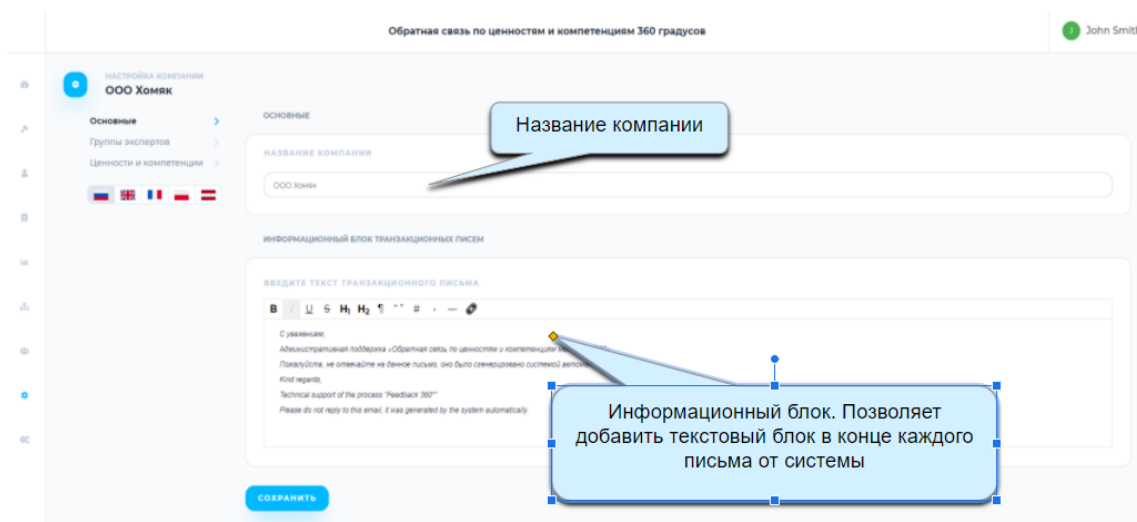 Обратная связь по ценностям и компетенциям 360 градусов
J John Smith
НАСТРОЙКА КОМПАНИИ
ООО Хомяк
Основные
Группы экспертов
Ценности и компетенции
ОСНОВНЫЕ
Название компании
НАЗВАНИЕ КОМПАНИИ
ООО Хомяк
ИНФОРМАЦИОННЫЙ БЛОК ТРАНЗАКЦИОННЫХ ПИСЕМ
ВВЕДИТЕ ТЕКСТ ТРАНЗАКЦИОННОГО ПИСЬМА
B I U S H1 H2 ¶ “” #
С уважением,
Административная поддержка «Обратная связь по ценностям и компетенциям
Пожалуйста, не отвечайте на данное письмо, оно было сгенерировано системой
Kind regards,
Technical support of the process "Feedback 360°"
Please do not reply to this email, it was generated by the system automatically.
Информационный блок. Позволяет
добавить текстовый блок в конце каждого
письма от системы
СОХРАНИТЬ